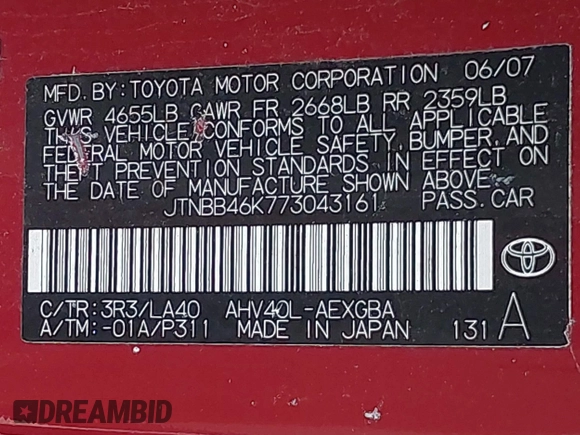 MFD. BY: TOYOTA MOTOR CORPORATION 06/07
GVWR 4655LB GAWR FR 2668LB RR 2359LB
THIS VEHICLE CONFORMS TO ALL APPLICABLE
FEDERAL MOTOR VEHICLE SAFETY, BUMPER, AND
THEFT PREVENTION STANDARDS IN EFFECT ON
THE DATE OF MANUFACTURE SHOWN ABOVE.
JTNBB46K773043161 PASS. CAR
C/TR: 3R3/LA40 AHV40L-AEXGBA
A/TM: -01A/P311 MADE IN JAPAN 131 A
DREAMBID